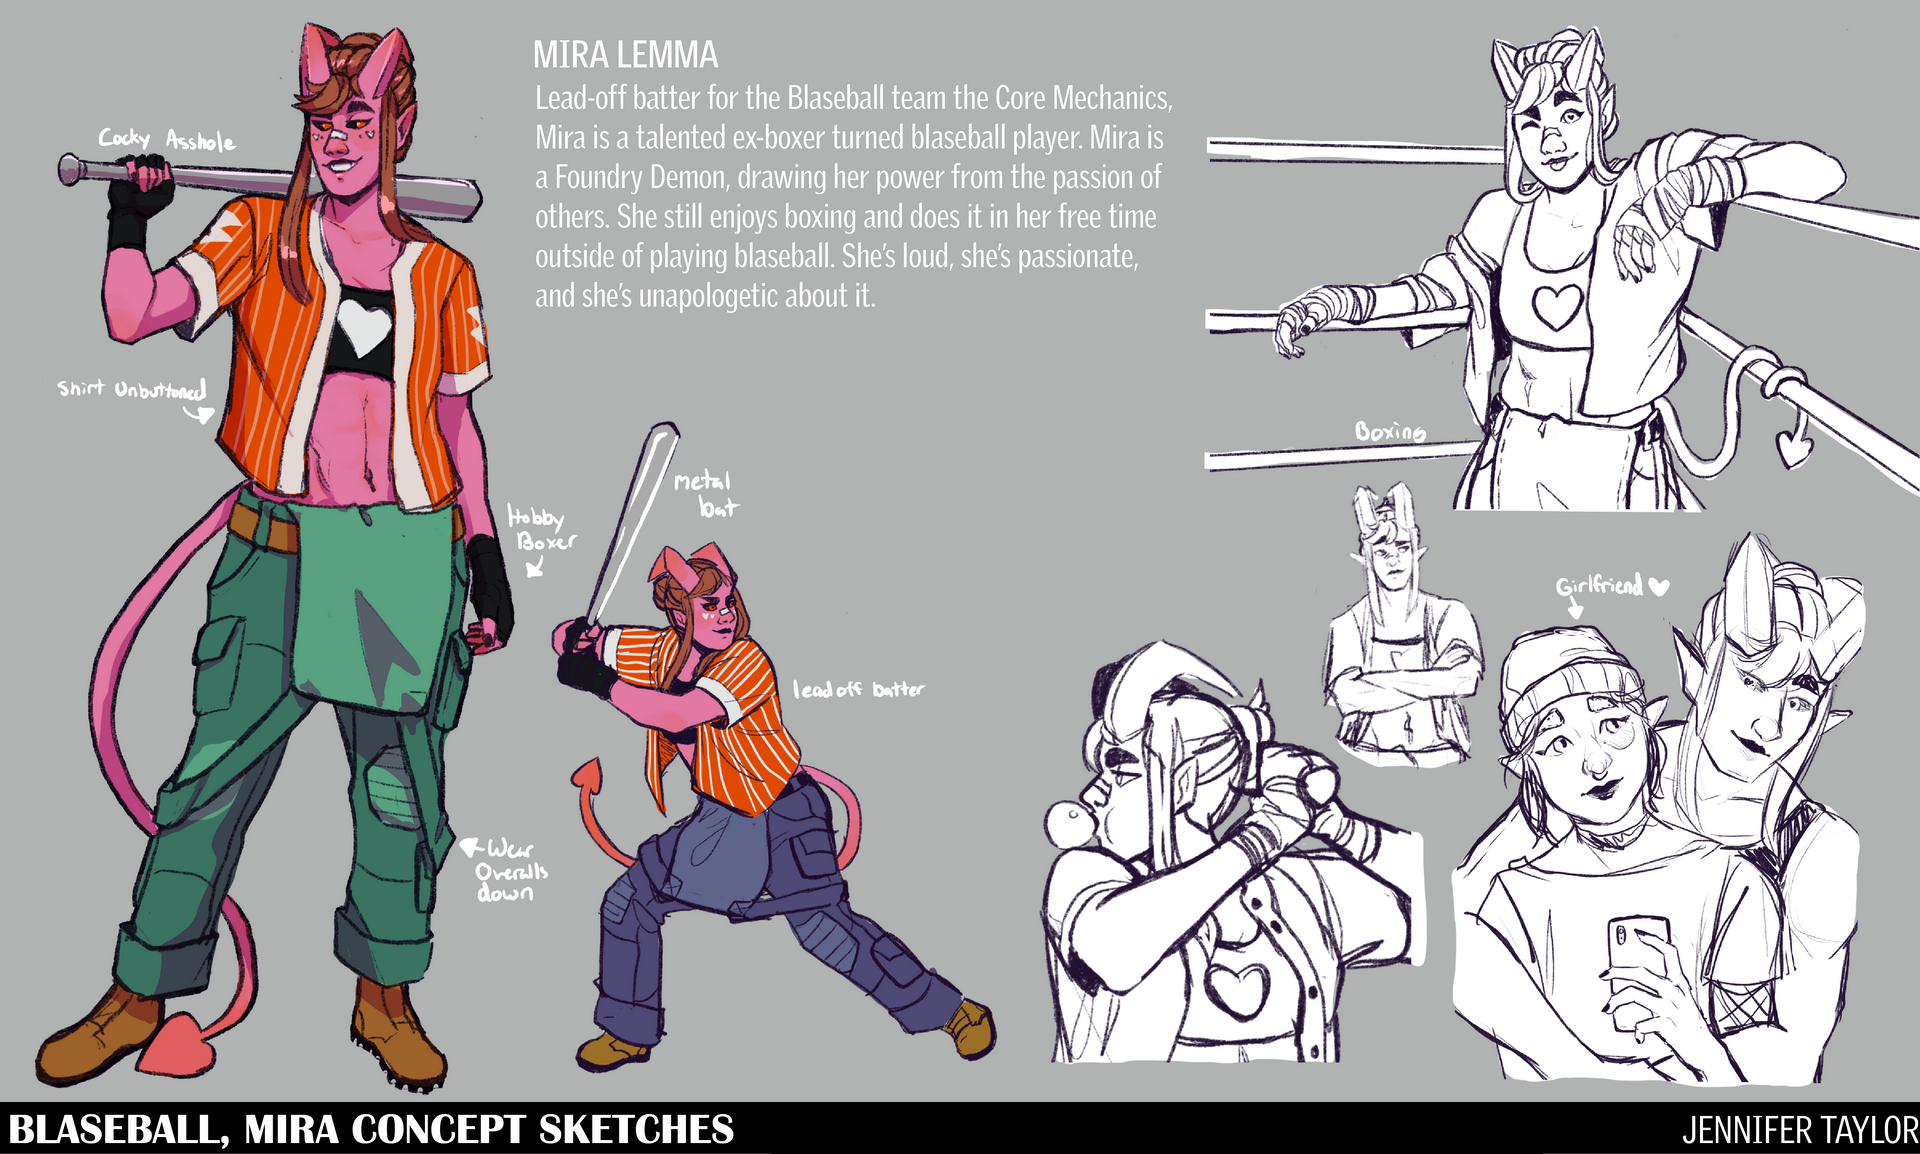 MIRA LEMMA
Lead-off batter for the Blaseball team the Core Mechanics,
Mira is a talented ex-boxer turned blaseball player. Mira is
a Foundry Demon, drawing her power from the passion of
others. She still enjoys boxing and does it in her free time
outside of playing blaseball. She's loud, she's passionate,
and she's unapologetic about it.
Cocky Asshole
Shirt Unbuttoned
Hobby
Boxer
metal
bat
lead off batter
Wear
Overalls
down
Boxing
Girlfriend
BLASEBALL, MIRA CONCEPT SKETCHES
JENNIFER TAYLOR